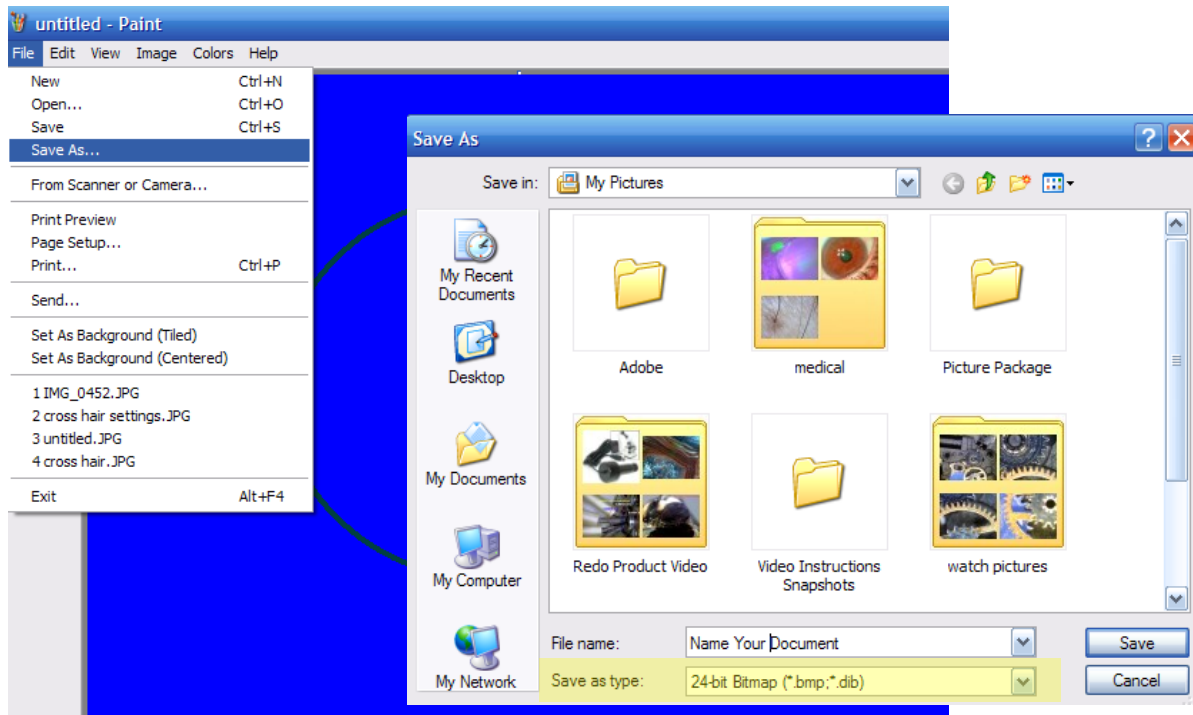 untitled - Paint
File Edit View Image Colors Help
New Ctrl+N
Open... Ctrl+O
Save Ctrl+S
Save As...
From Scanner or Camera...
Print Preview
Page Setup...
Print... Ctrl+P
Send...
Set As Background (Tiled)
Set As Background (Centered)
1 IMG_0452.JPG
2 cross hair settings.JPG
3 untitled.JPG
4 cross hair.JPG
Exit Alt+F4
Save As
Save in: My Pictures
My Recent
Documents
Desktop
My Documents
My Computer
My Network
Adobe medical Picture Package
Redo Product Video Video Instructions watch pictures
Snapshots
File name: Name Your Document Save
Save as type: 24-bit Bitmap (*.bmp;*.dib) Cancel